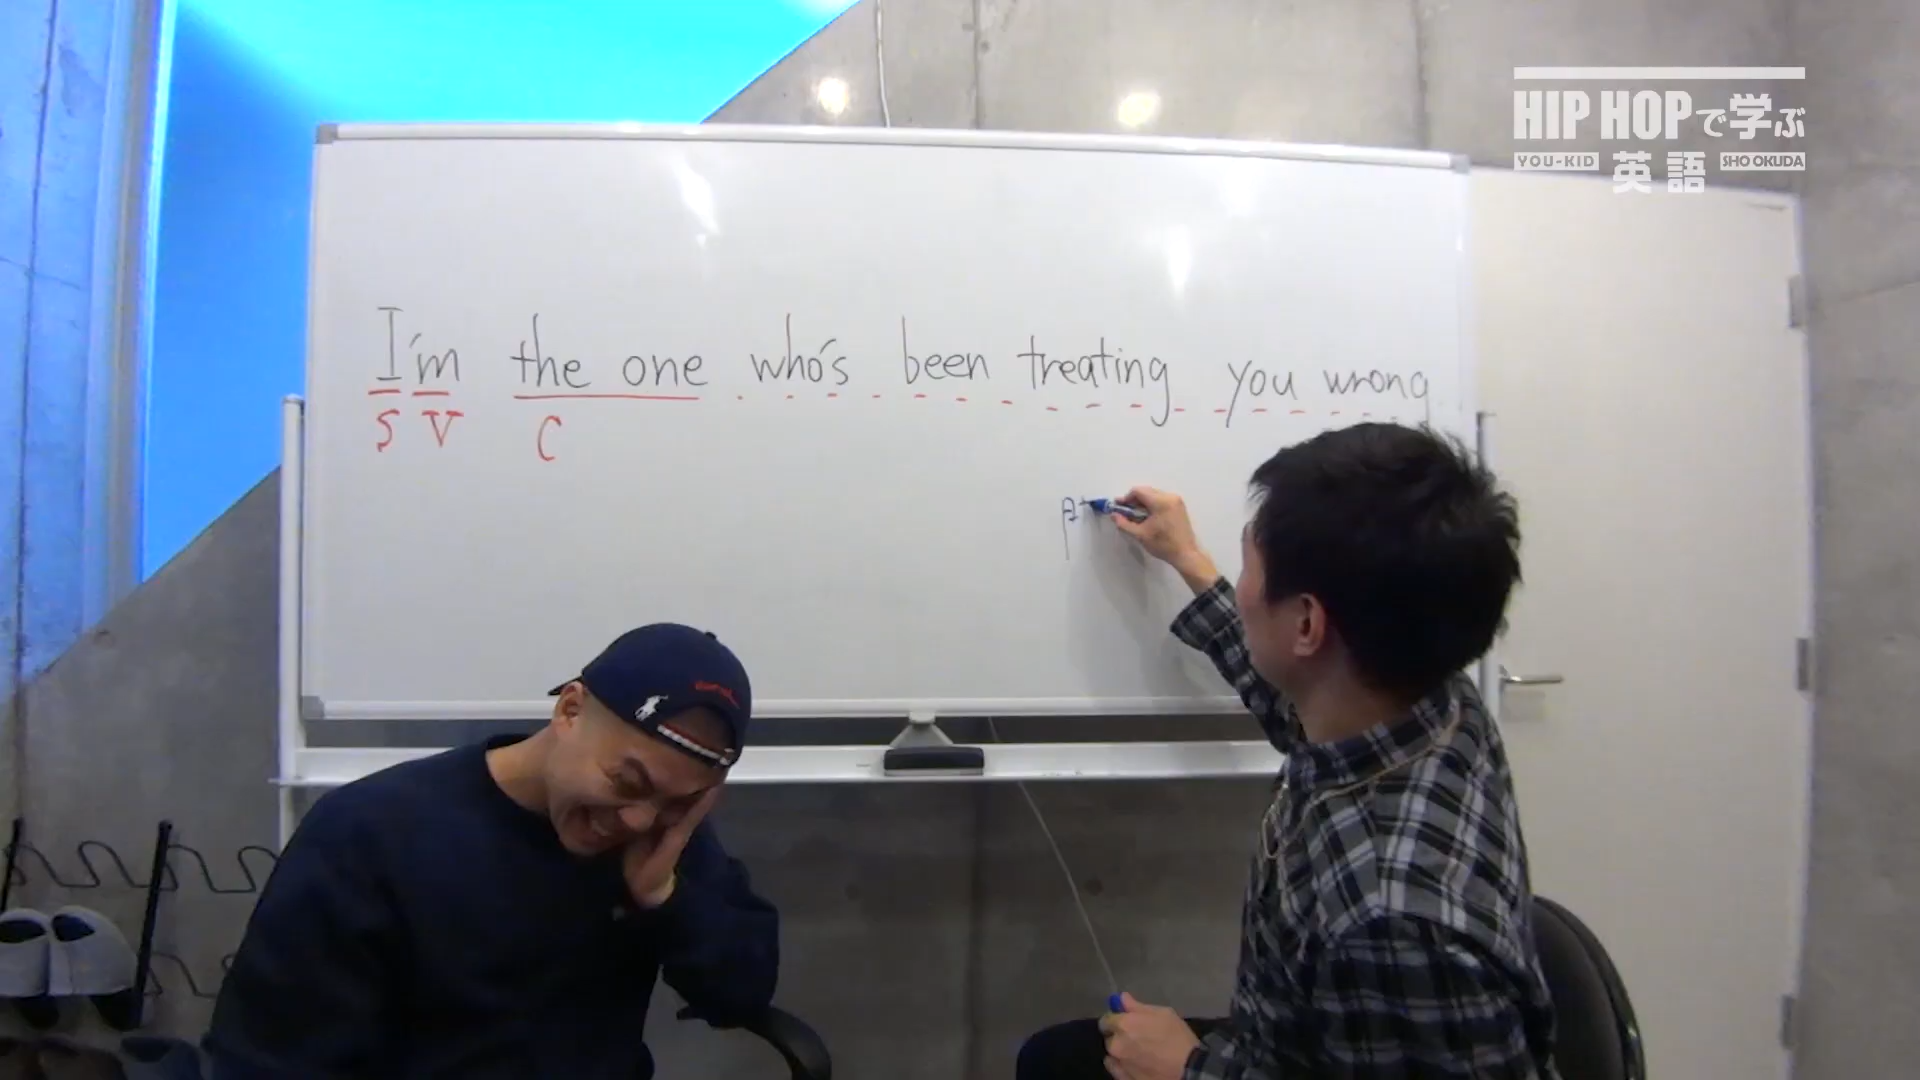 HIP HOPで学ぶ
YOU-KID 英語 SHO OKUDA
I'm the one who's been treating you wrong
S V C